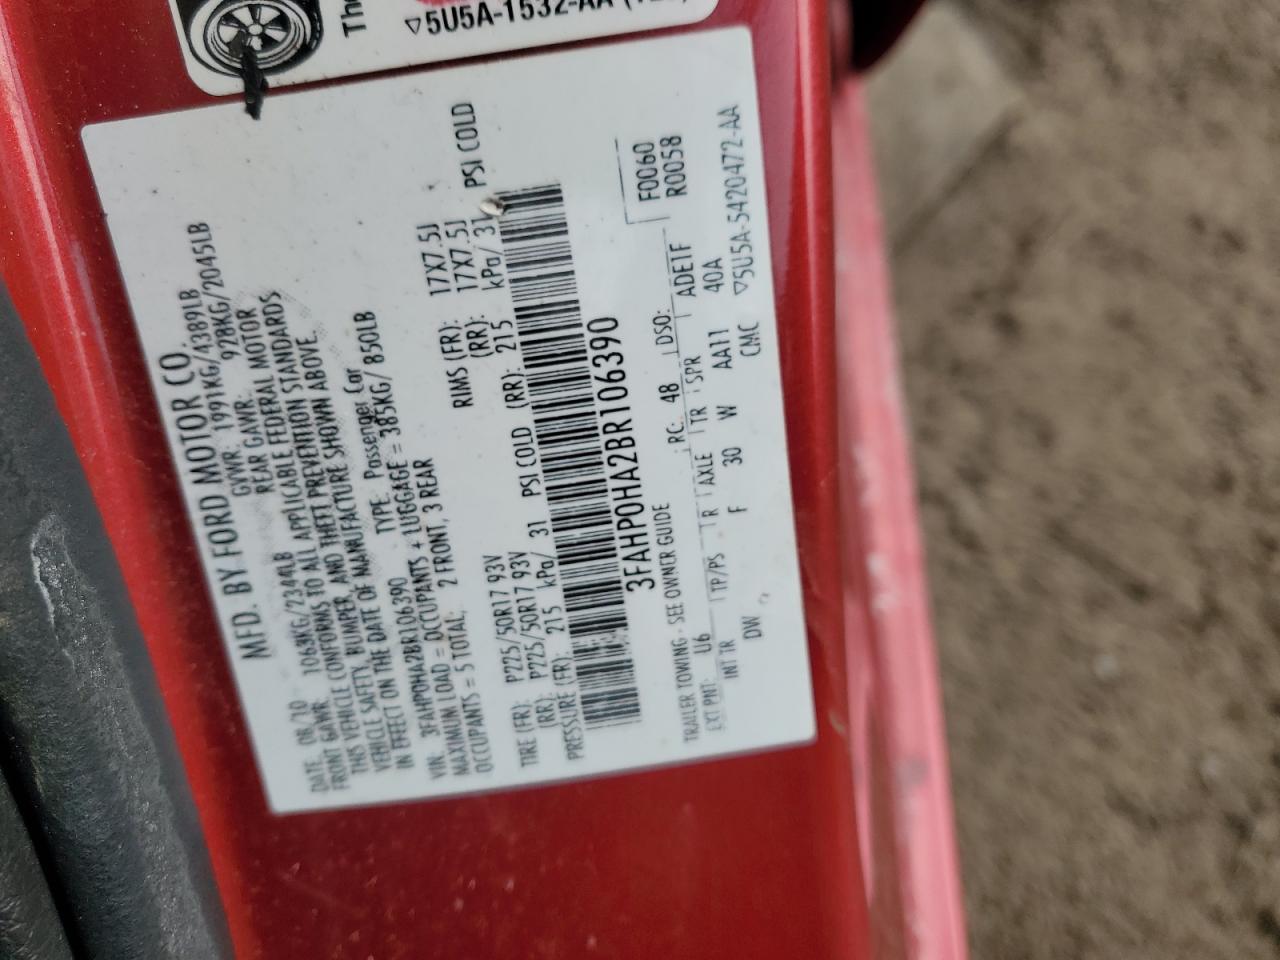 The
▽5U5A-1532-AA
MFD. BY FORD MOTOR CO.
DATE: 08/10 GVWR: 1991KG/4389LB
FRONT GAWR: 1063KG/2344LB REAR GAWR: 928KG/2045LB
THIS VEHICLE CONFORMS TO ALL APPLICABLE FEDERAL MOTOR
VEHICLE SAFETY, BUMPER, AND THEFT PREVENTION STANDARDS
IN EFFECT ON THE DATE OF MANUFACTURE SHOWN ABOVE.
VIN: 3FAHP0HA2BR106390 TYPE: Passenger Car
MAXIMUM LOAD = OCCUPANTS + LUGGAGE = 385KG/ 850LB
OCCUPANTS = 5 TOTAL; 2 FRONT, 3 REAR
TIRE (FR): P225/50R17 93V RIMS (FR): 17X7.5J
(RR): P225/50R17 93V (RR): 17X7.5J
PRESSURE (FR): 215 kPa/ 31 PSI COLD (RR): 215 kPa/ 31 PSI COLD
3FAHP0HA2BR106390
F0060
R0058
TRAILER TOWING - SEE OWNER GUIDE
EXT PNT: U6 RC: 48 DSO:
INT TR TP/PS R AXLE TR SPR ADE1F
DW F 30 W AA11 40A
CMC ▽5U5A-5420472-AA